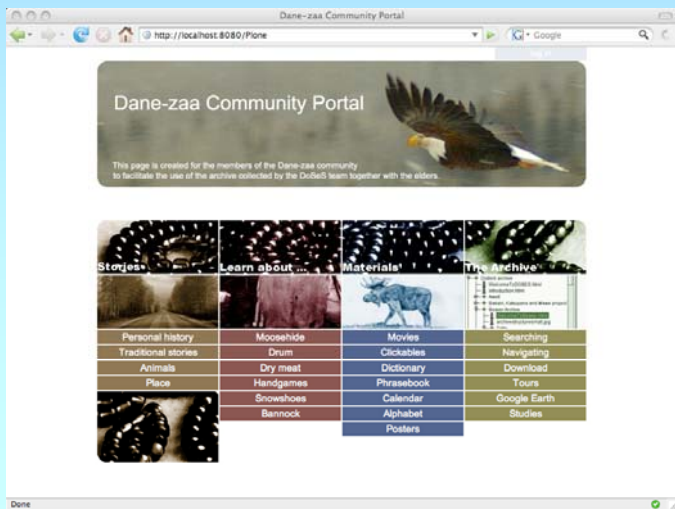 Dane-zaa Community Portal
http://localhost:8080/Plone
Google
Dane-zaa Community Portal
This page is created for the members of the Dane-zaa community
to facilitate the use of the archive collected by the DoBeS team together with the elders.
Stories
Learn about ...
Materials
The Archive
Personal history
Traditional stories
Animals
Place
Moosehide
Drum
Dry meat
Handgames
Snowshoes
Bannock
Movies
Clickables
Dictionary
Phrasebook
Calendar
Alphabet
Posters
Searching
Navigating
Download
Tours
Google Earth
Studies
Done